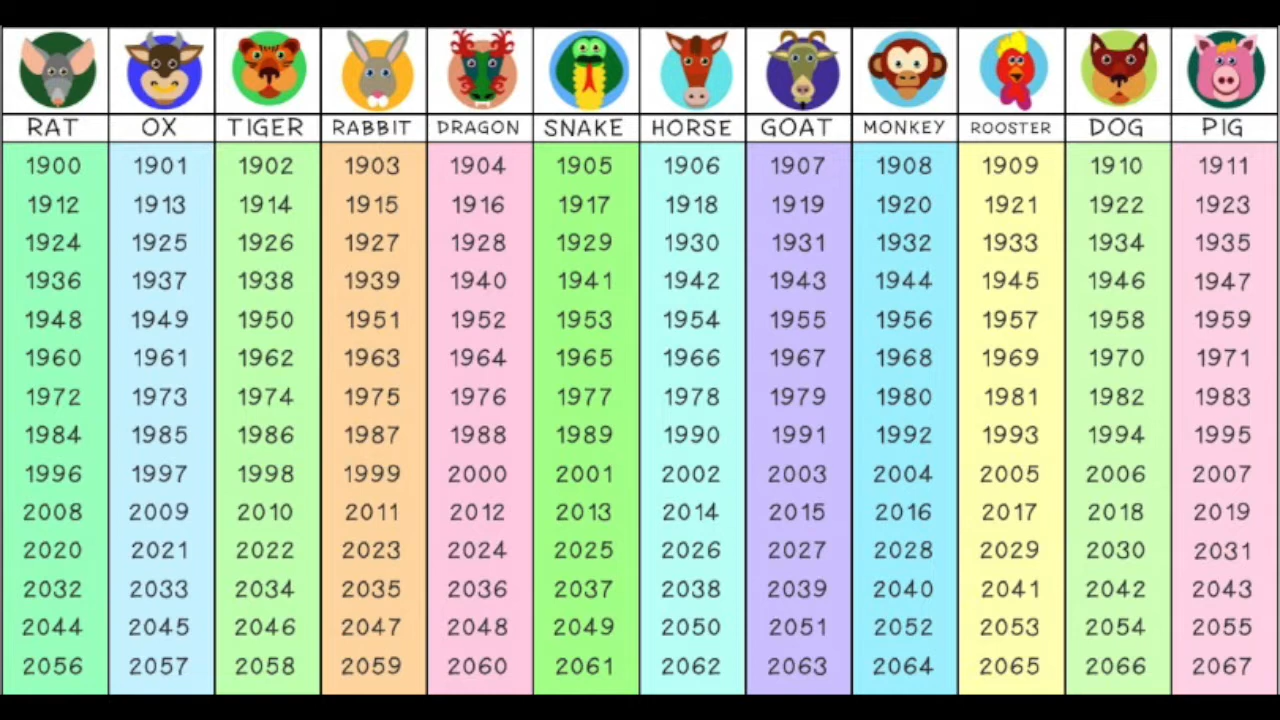 RAT OX TIGER RABBIT DRAGON SNAKE HORSE GOAT MONKEY ROOSTER DOG PIG
1900 1901 1902 1903 1904 1905 1906 1907 1908 1909 1910 1911
1912 1913 1914 1915 1916 1917 1918 1919 1920 1921 1922 1923
1924 1925 1926 1927 1928 1929 1930 1931 1932 1933 1934 1935
1936 1937 1938 1939 1940 1941 1942 1943 1944 1945 1946 1947
1948 1949 1950 1951 1952 1953 1954 1955 1956 1957 1958 1959
1960 1961 1962 1963 1964 1965 1966 1967 1968 1969 1970 1971
1972 1973 1974 1975 1976 1977 1978 1979 1980 1981 1982 1983
1984 1985 1986 1987 1988 1989 1990 1991 1992 1993 1994 1995
1996 1997 1998 1999 2000 2001 2002 2003 2004 2005 2006 2007
2008 2009 2010 2011 2012 2013 2014 2015 2016 2017 2018 2019
2020 2021 2022 2023 2024 2025 2026 2027 2028 2029 2030 2031
2032 2033 2034 2035 2036 2037 2038 2039 2040 2041 2042 2043
2044 2045 2046 2047 2048 2049 2050 2051 2052 2053 2054 2055
2056 2057 2058 2059 2060 2061 2062 2063 2064 2065 2066 2067